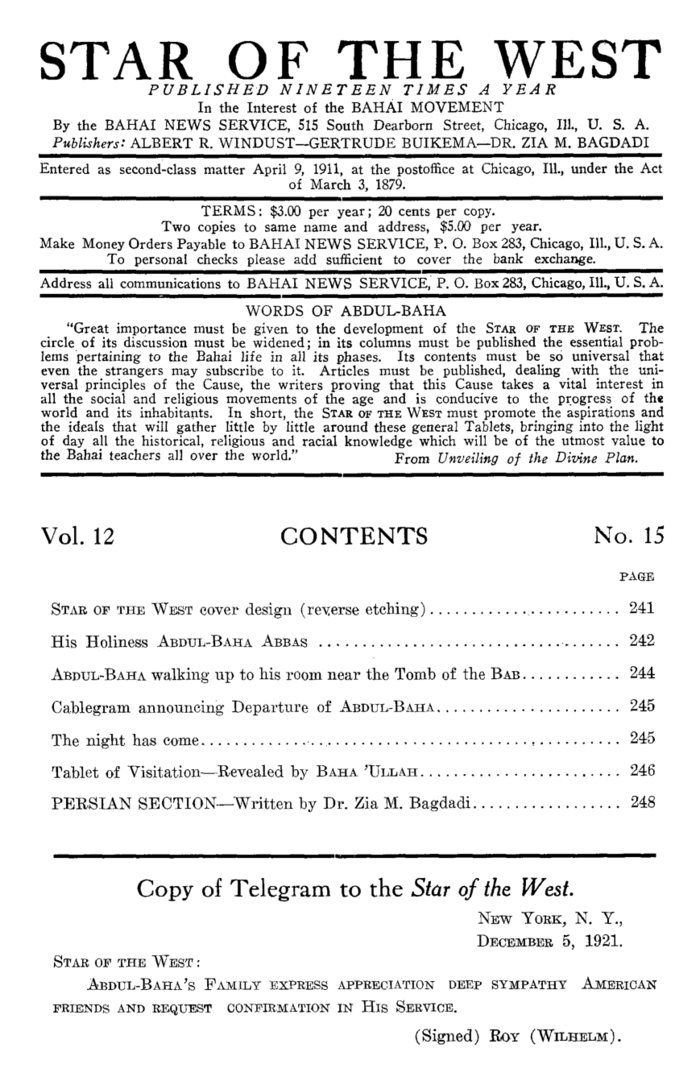 STAR OF THE WEST
PUBLISHED NINETEEN TIMES A YEAR
In the Interest of the BAHAI MOVEMENT
By the BAHAI NEWS SERVICE, 515 South Dearborn Street, Chicago, Ill., U. S. A.
Publishers: ALBERT R. WINDUST—GERTRUDE BUIKEMA—DR. ZIA M. BAGDADI
Entered as second-class matter April 9, 1911, at the postoffice at Chicago, Ill., under the Act
of March 3, 1879.
TERMS: $3.00 per year; 20 cents per copy.
Two copies to same name and address, $5.00 per year.
Make Money Orders Payable to BAHAI NEWS SERVICE, P. O. Box 283, Chicago, Ill., U. S. A.
To personal checks please add sufficient to cover the bank exchange.
Address all communications to BAHAI NEWS SERVICE, P. O. Box 283, Chicago, Ill., U. S. A.
WORDS OF ABDUL-BAHA
"Great importance must be given to the development of the STAR OF THE WEST. The
circle of its discussion must be widened; in its columns must be published the essential prob-
lems pertaining to the Bahai life in all its phases. Its contents must be so universal that
even the strangers may subscribe to it. Articles must be published, dealing with the uni-
versal principles of the Cause, the writers proving that this Cause takes a vital interest in
all the social and religious movements of the age and is conducive to the progress of the
world and its inhabitants. In short, the STAR OF THE WEST must promote the aspirations and
the ideals that will gather little by little around these general Tablets, bringing into the light
of day all the historical, religious and racial knowledge which will be of the utmost value to
the Bahai teachers all over the world." From Unveiling of the Divine Plan.
Vol. 12 CONTENTS No. 15
PAGE
STAR OF THE WEST cover design (reverse etching) ........................ 241
His Holiness ABDUL-BAHA ABBAS .................................... 242
ABDUL-BAHA walking up to his room near the Tomb of the BAB............ 244
Cablegram announcing Departure of ABDUL-BAHA....................... 245
The night has come.................................................. 245
Tablet of Visitation—Revealed by BAHA 'ULLAH......................... 246
PERSIAN SECTION—Written by Dr. Zia M. Bagdadi.................. 248
Copy of Telegram to the Star of the West.
NEW YORK, N. Y.,
DECEMBER 5, 1921.
STAR OF THE WEST:
ABDUL-BAHA'S FAMILY EXPRESS APPRECIATION DEEP SYMPATHY AMERICAN
FRIENDS AND REQUEST CONFIRMATION IN HIS SERVICE.
(Signed) ROY (WILHELM).